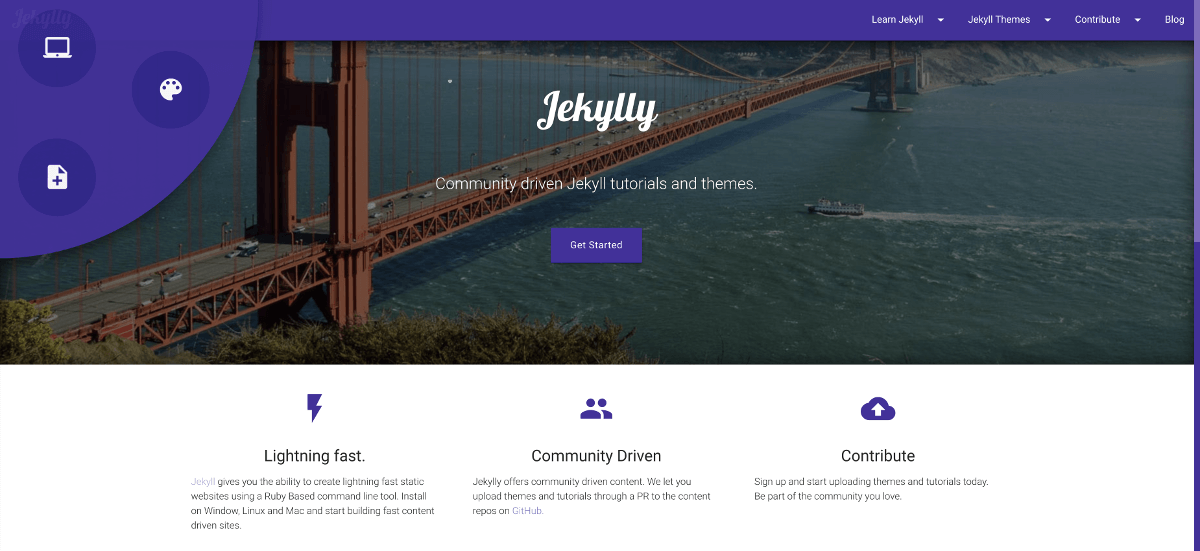 Jekylly
Learn Jekyll
Jekyll Themes
Contribute
Blog
Jekylly
Community driven Jekyll tutorials and themes.
Get Started
Lightning fast.
Jekyll gives you the ability to create lightning fast static
websites using a Ruby Based command line tool. Install
on Window, Linux and Mac and start building fast content
driven sites.
Community Driven
Jekylly offers community driven content. We let you
upload themes and tutorials through a PR to the content
repos on GitHub.
Contribute
Sign up and start uploading themes and tutorials today.
Be part of the community you love.